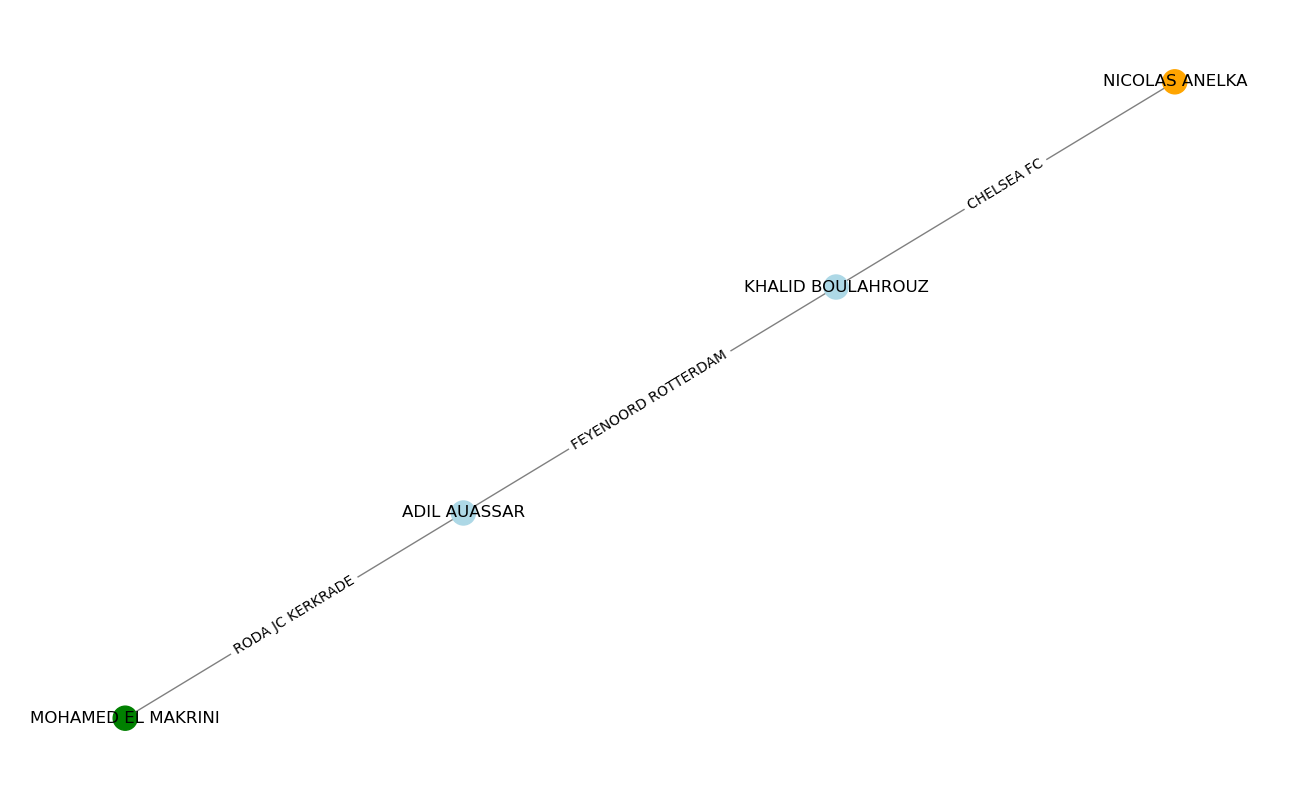 NICOLAS ANELKA
CHELSEA FC
KHALID BOULAHROUZ
FEYENOORD ROTTERDAM
ADIL AUASSAR
RODA JC KERKRADE
MOHAMED EL MAKRINI